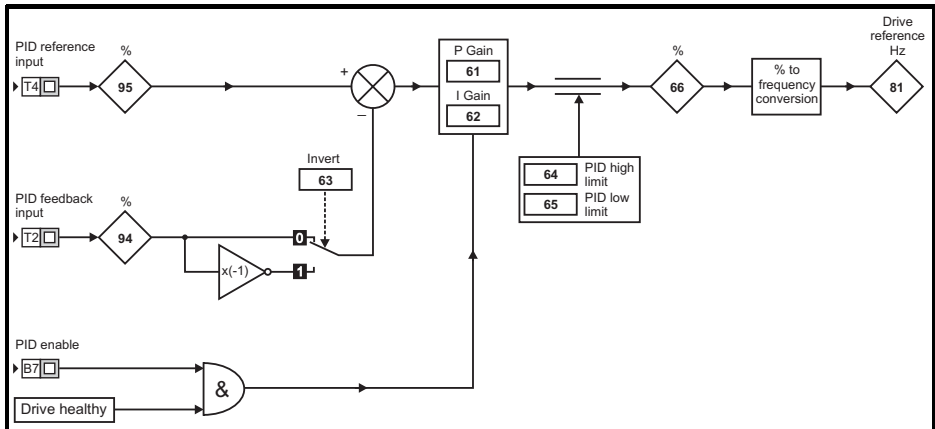 PID reference
input
T4
%
95
+
–
P Gain
61
I Gain
62
%
66
% to
frequency
conversion
Drive
reference
Hz
81
64
PID high
limit
65
PID low
limit
Invert
63
PID feedback
input
T2
%
94
0
x(-1)
1
PID enable
B7
&
Drive healthy